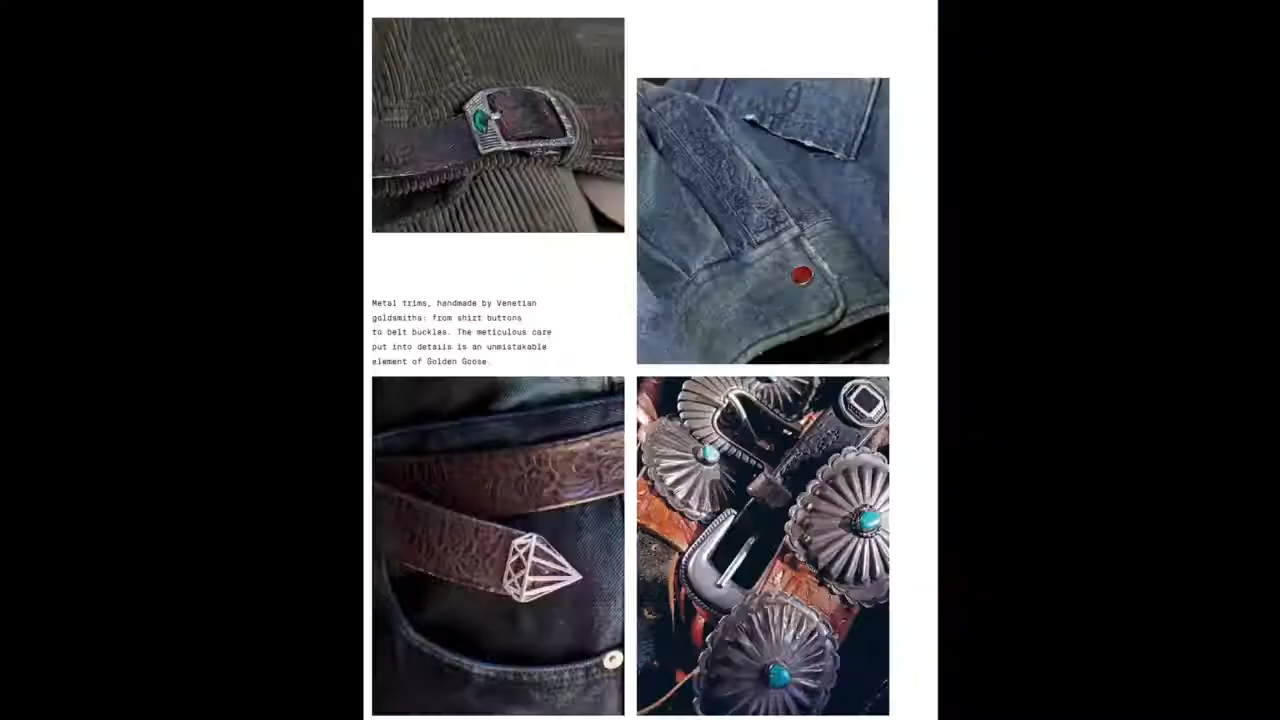 Metal trims, handmade by Venetian
goldsmiths: from shirt buttons
to belt buckles. The meticulous care
put into details is an unmistakable
element of Golden Goose.